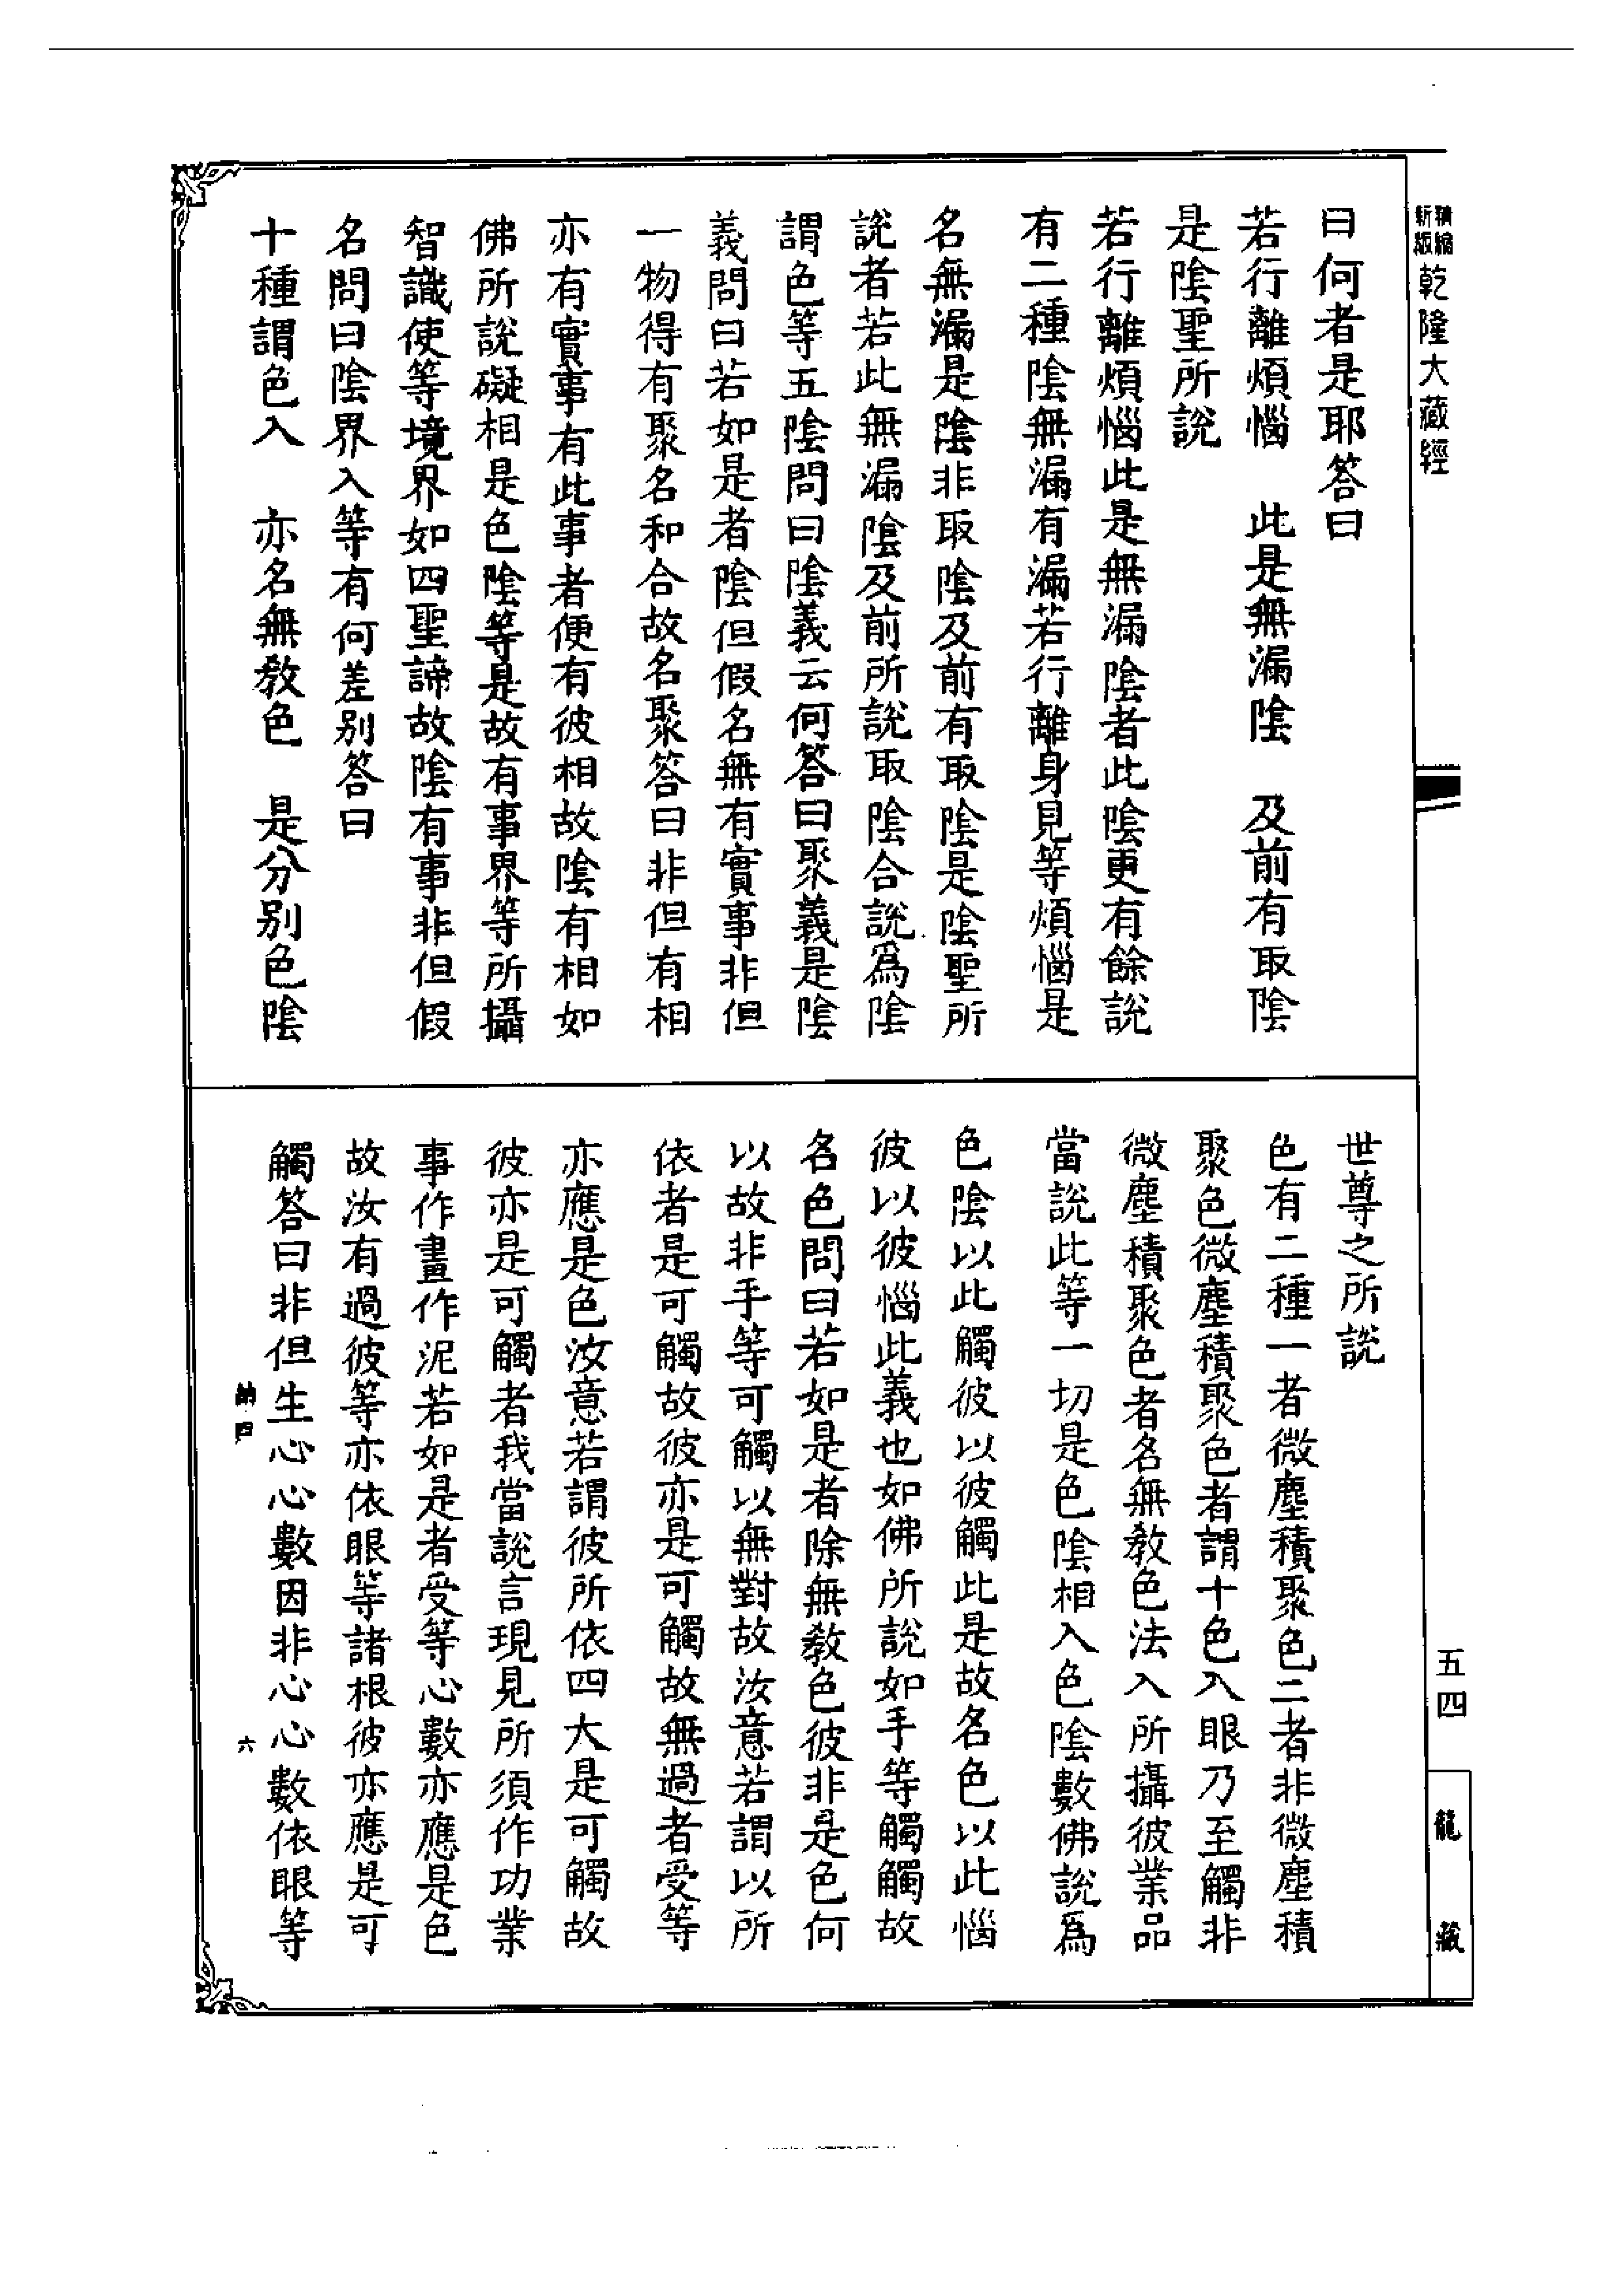 精縮
新版
乾隆大藏經
曰何者是耶答曰
若行離煩惱　此是無漏陰　及前有取陰
是陰聖所說
若行離煩惱此是無漏陰者此陰更有餘說
有二種陰無漏有漏若行離身見等煩惱是
名無漏是陰非取陰及前有取陰是陰聖所
說者若此無漏陰及前所說取陰合說爲陰
謂色等五陰問曰陰義云何答曰聚義是陰
義問曰若如是者陰但假名無有實事非但
一物得有聚名和合故名聚答曰非但有相
亦有實事有此事者便有彼相故陰有相如
佛所說礙相是色陰等是故有事界等所攝
智識使等境界如四聖諦故陰有事非但假
名問曰陰界入等有何差別答曰
十種謂色入　亦名無敎色　是分別色陰
世尊之所說
色有二種一者微塵積聚色二者非微塵積
聚色微塵積聚色者謂十色入眼乃至觸非
微塵積聚色者名無敎色法入所攝彼業品
當說此等一切是色陰相入色陰數佛說爲
色陰以此觸彼以彼觸此是故名色以此惱
彼以彼惱此義也如佛所說如手等觸觸故
名色問曰若如是者除無敎色彼非是色何
以故非手等可觸以無對故汝意若謂以所
依者是可觸故彼亦是可觸故無過者受等
亦應是色汝意若謂彼所依四大是可觸故
彼亦是可觸者我當說言現見所須作功業
事作畫作泥若如是者受等心數亦應是色
故汝有過彼等亦依眼等諸根彼亦應是可
觸答曰非但生心心數因非心心數依眼等
六
五四
龍藏